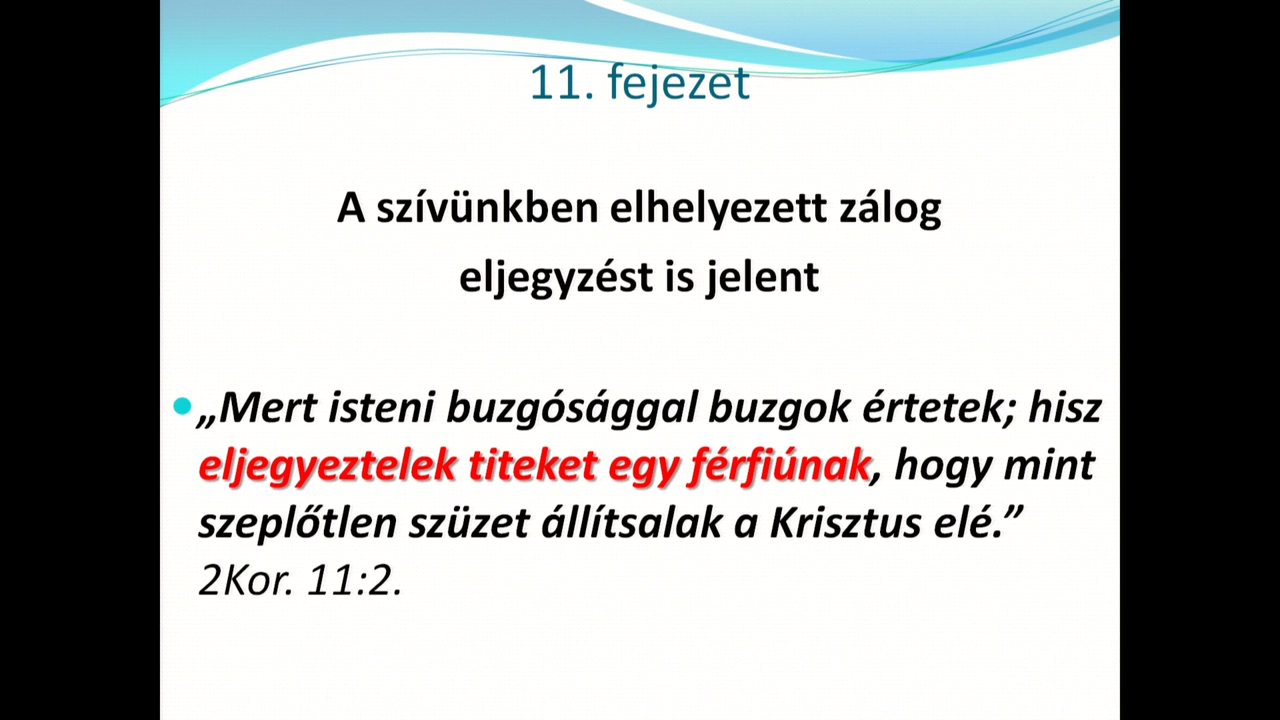 11. fejezet
A szívünkben elhelyezett zálog
eljegyzést is jelent
„Mert isteni buzgósággal buzgok értetek; hisz
eljegyeztelek titeket egy férfiúnak, hogy mint
szeplőtlen szüzet állítsalak a Krisztus elé.”
2Kor. 11:2.